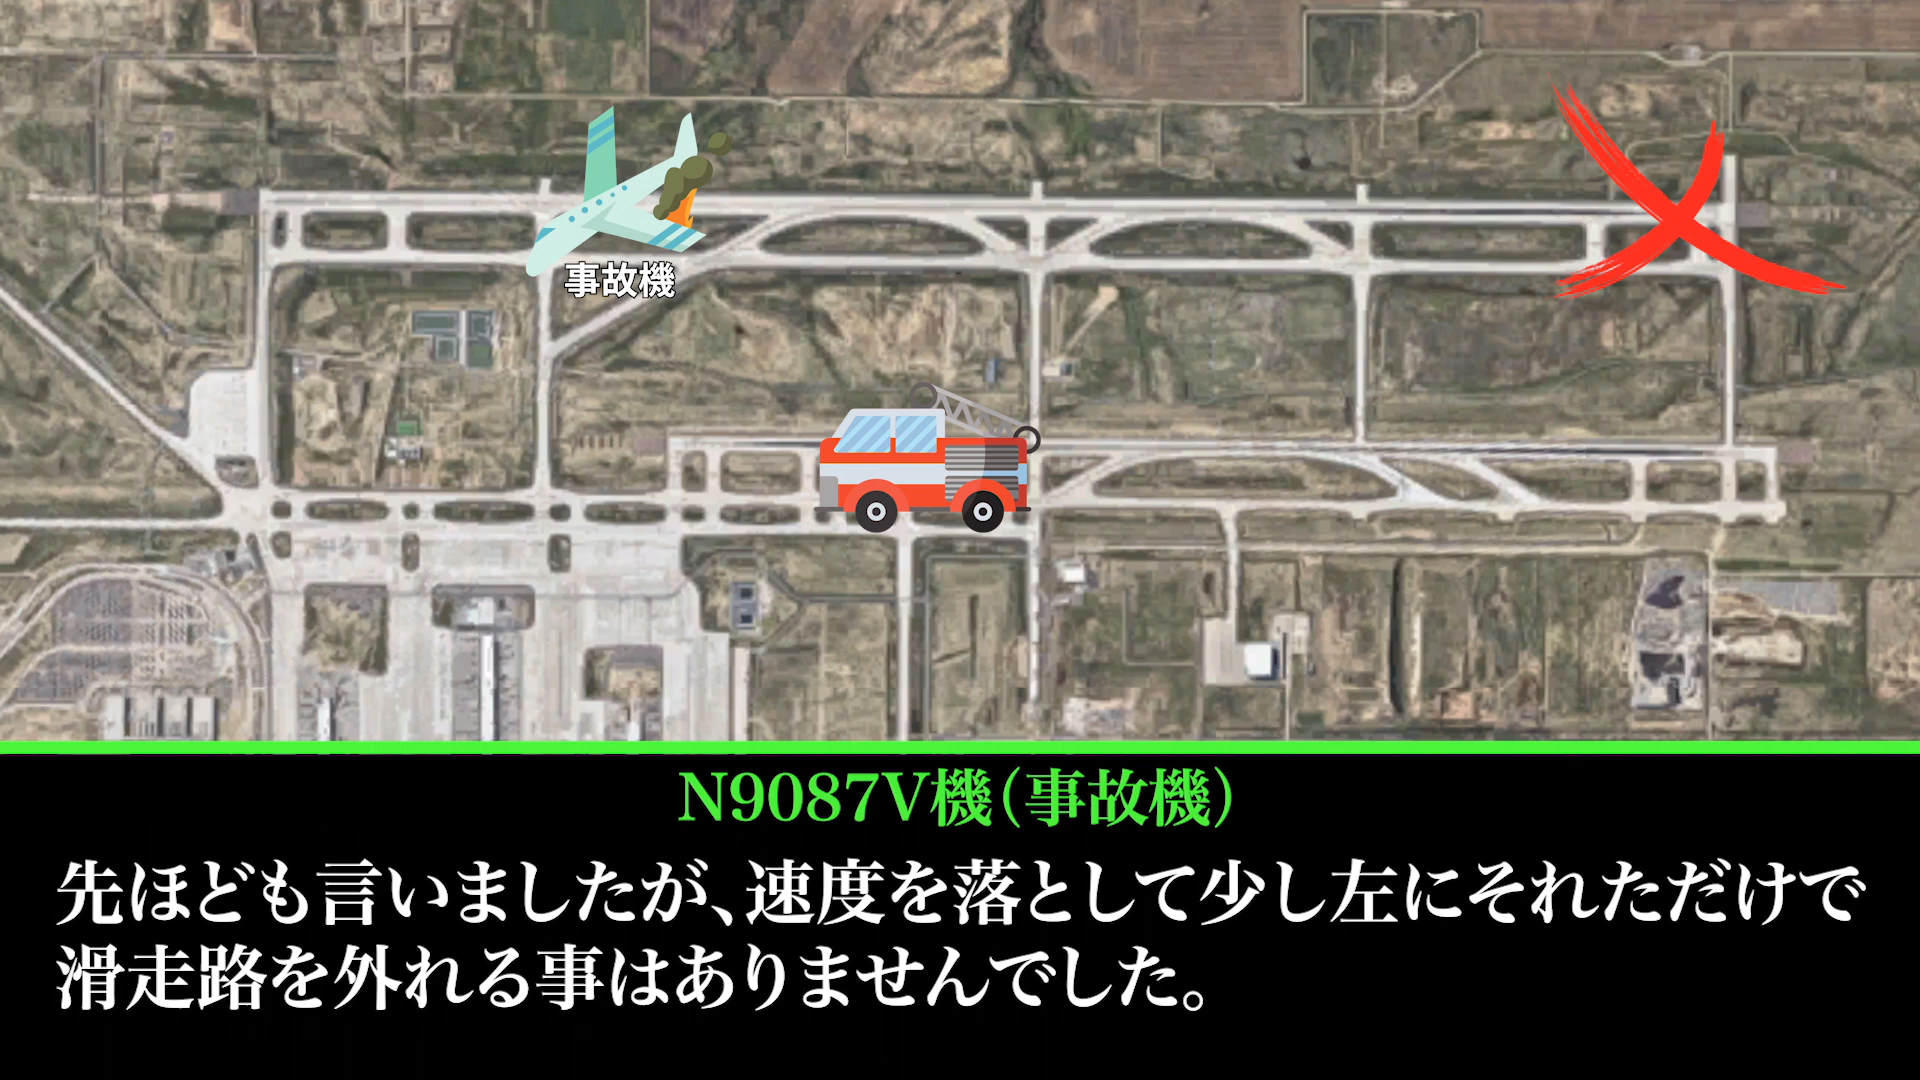 事故機
N9087V機(事故機)
先ほども言いましたが、速度を落として少し左にそれただけで
滑走路を外れる事はありませんでした。